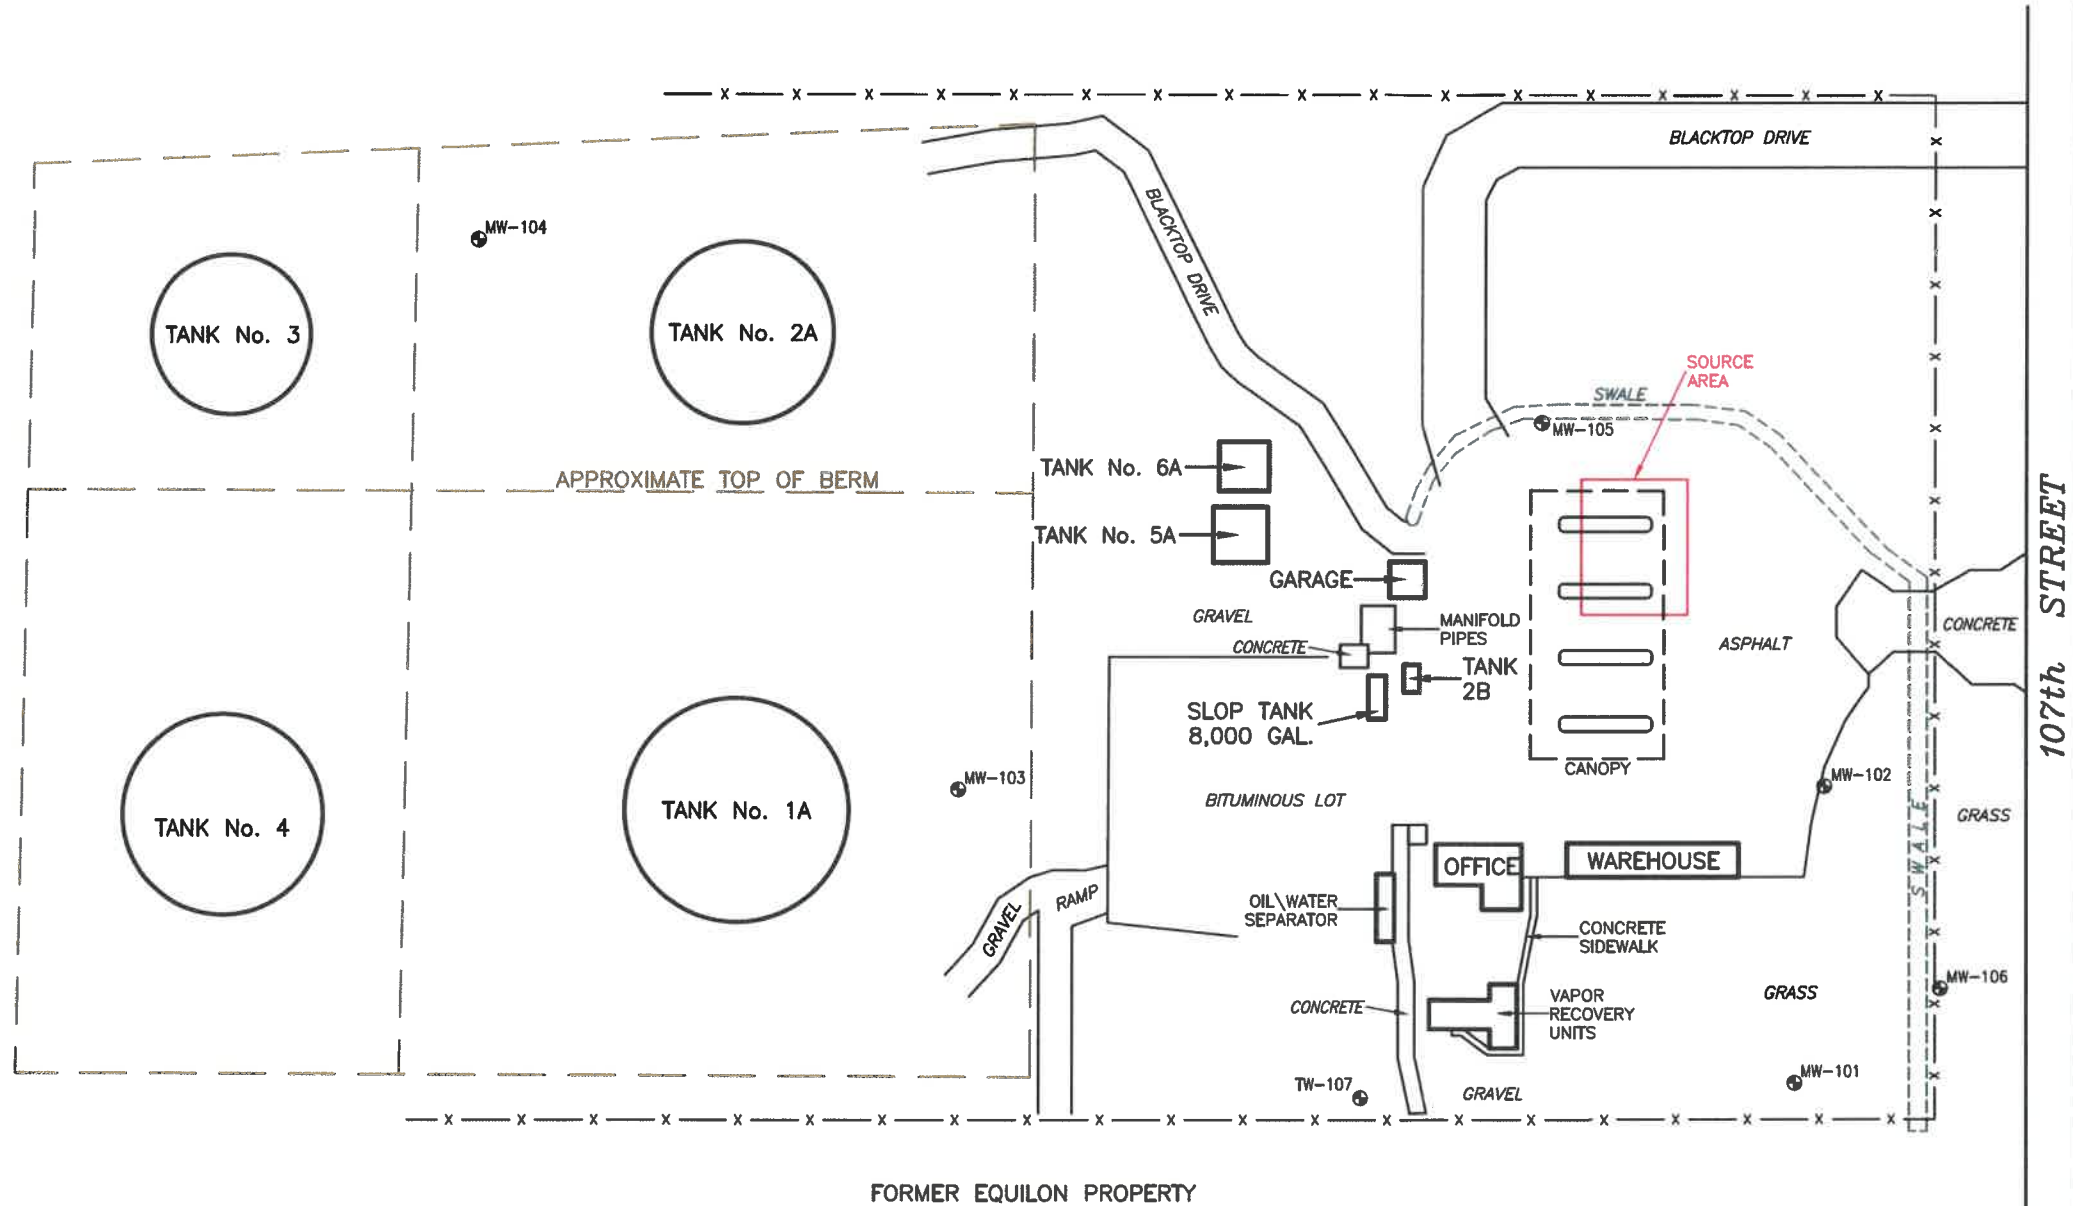 BLACKTOP DRIVE
MW-104
BLACKTOP DRIVE
TANK No. 3
TANK No. 2A
SOURCE
AREA
SWALE
MW-105
TANK No. 6A
APPROXIMATE TOP OF BERM
TANK No. 5A
GARAGE
107th STREET
GRAVEL
MANIFOLD
PIPES
CONCRETE
CONCRETE
ASPHALT
TANK
2B
SLOP TANK
8,000 GAL.
CANOPY
MW-103
MW-102
BITUMINOUS LOT
TANK No. 1A
TANK No. 4
GRASS
SWALE
OFFICE
WAREHOUSE
RAMP
GRAVEL
OIL\WATER
SEPARATOR
CONCRETE
SIDEWALK
MW-106
GRASS
VAPOR
RECOVERY
UNITS
CONCRETE
MW-101
TW-107
GRAVEL
FORMER EQUILON PROPERTY